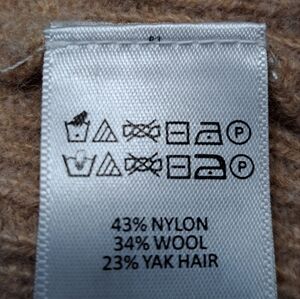 P
P
43% NYLON
34% WOOL
23% YAK HAIR